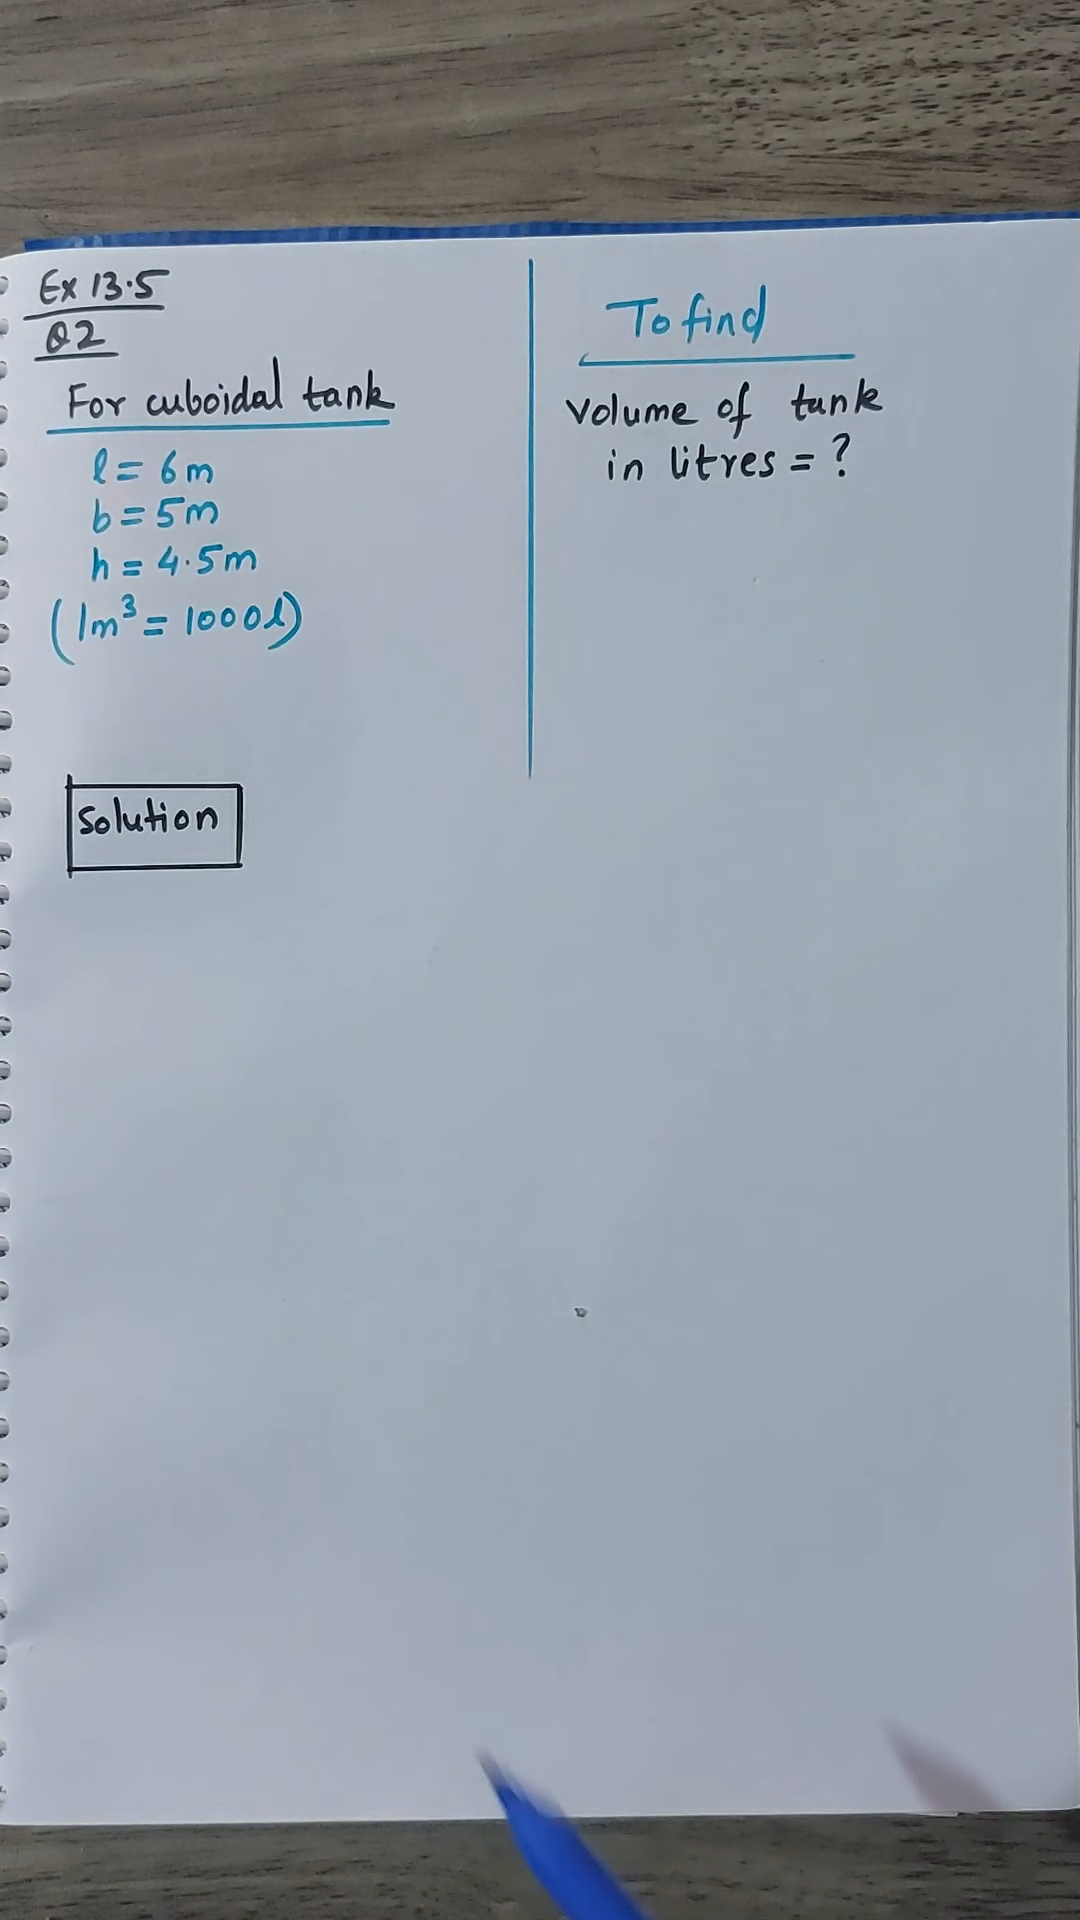 Ex 13.5
Q2
For cuboidal tank
l = 6m
b = 5m
h = 4.5m
(1m³ = 1000l)
To find
Volume of tank
in litres = ?
Solution